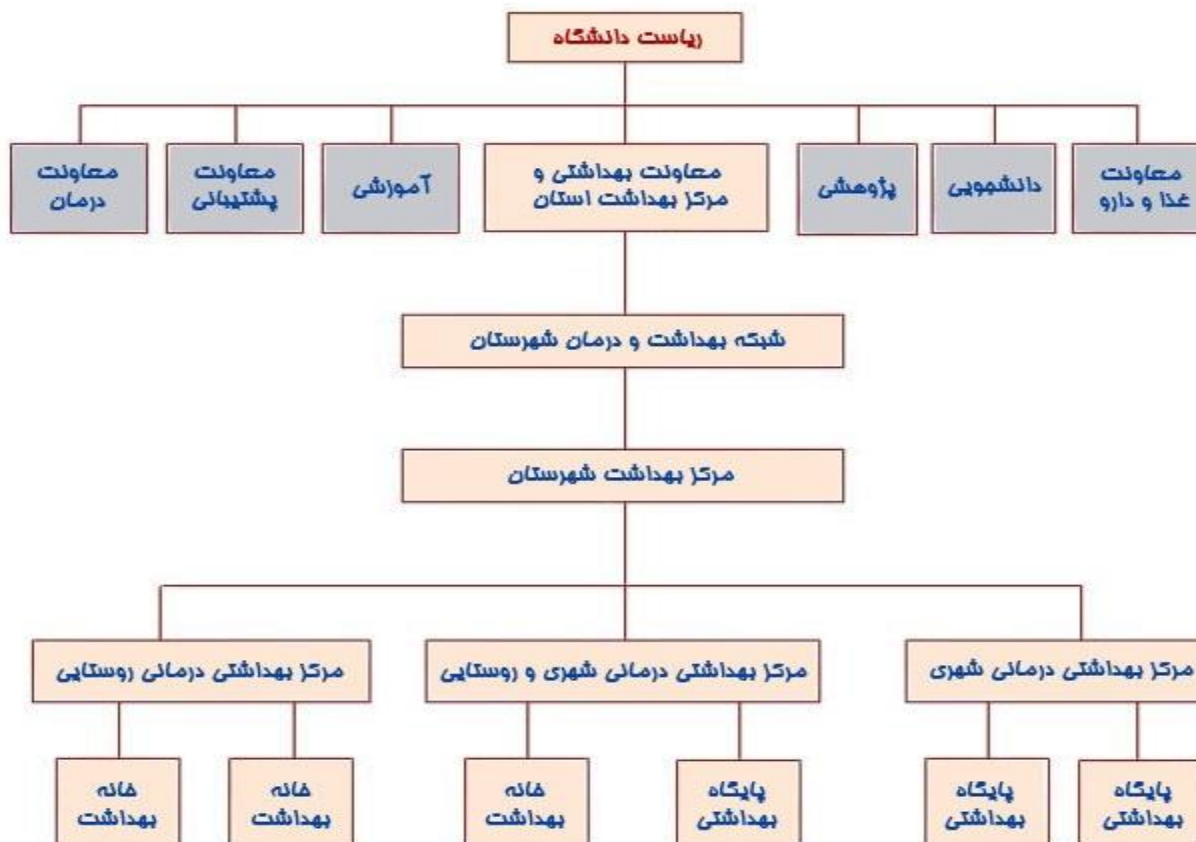 ریاست دانشگاه
معاونت
غذا و دارو
دانشجویی
پژوهشی
معاونت بهداشتی و
مرکز بهداشت استان
آموزشی
معاونت
پشتیبانی
معاونت
درمان
شبکه بهداشت و درمان شهرستان
مرکز بهداشت شهرستان
مرکز بهداشتی درمانی شهری
مرکز بهداشتی درمانی شهری و روستایی
مرکز بهداشتی درمانی روستایی
پایگاه
بهداشتی
پایگاه
بهداشتی
پایگاه
بهداشتی
خانه
بهداشت
خانه
بهداشت
خانه
بهداشت